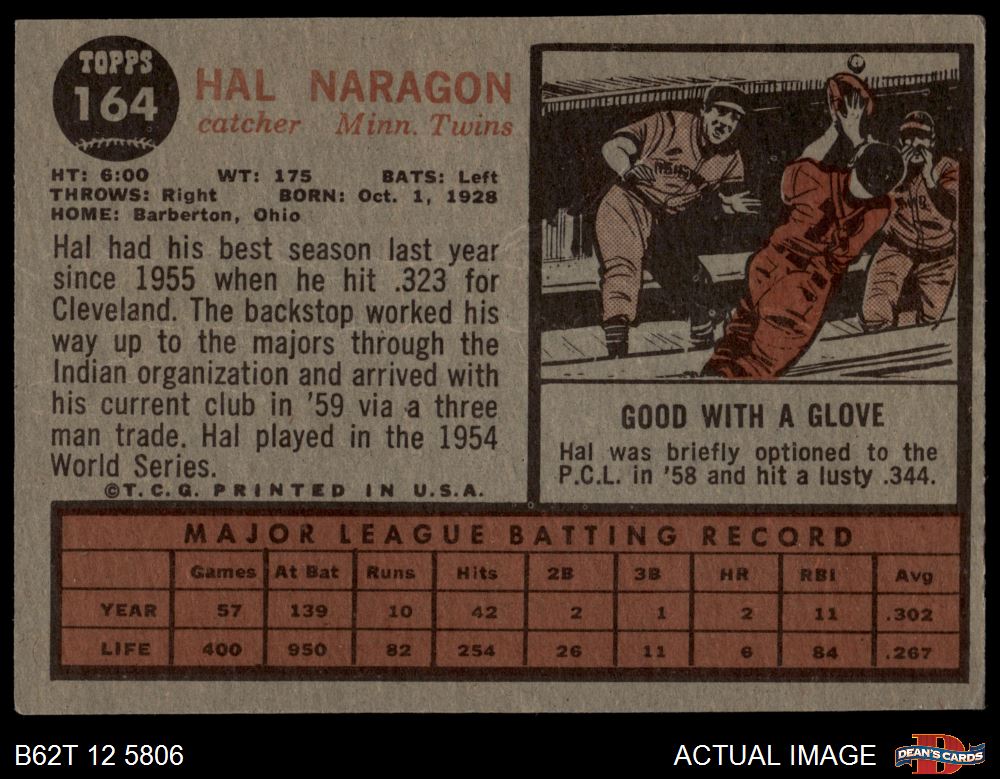 TOPPS
164
HAL NARAGON
catcher Minn. Twins
HT: 6:00 WT: 175 BATS: Left
THROWS: Right BORN: Oct. 1, 1928
HOME: Barberton, Ohio
Hal had his best season last year
since 1955 when he hit .323 for
Cleveland. The backstop worked his
way up to the majors through the
Indian organization and arrived with
his current club in '59 via a three
man trade. Hal played in the 1954
World Series.
©T.C.G. PRINTED IN U.S.A.
GOOD WITH A GLOVE
Hal was briefly optioned to the
P.C.L. in '58 and hit a lusty .344.
MAJOR LEAGUE BATTING RECORD
Games At Bat Runs Hits 2B 3B HR RBI Avg
YEAR 57 139 10 42 2 1 2 11 .302
LIFE 400 950 82 254 26 11 6 84 .267
B62T 12 5806
ACTUAL IMAGE
DEAN'S CARDS